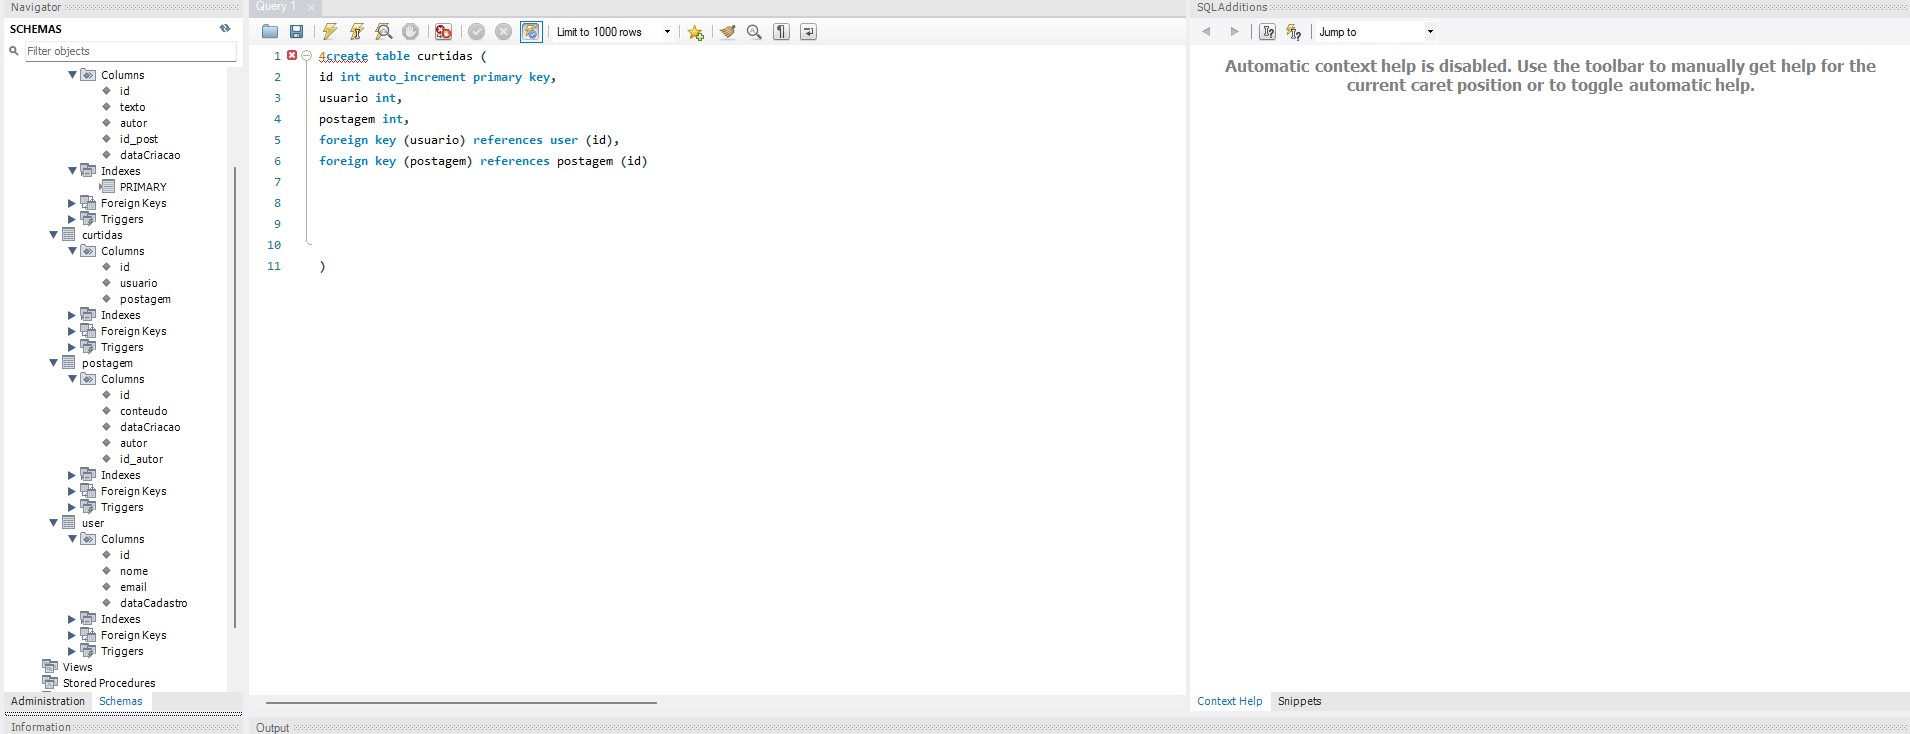 Navigator
SCHEMAS
Filter objects
Columns
id
texto
autor
id_post
dataCriacao
Indexes
PRIMARY
Foreign Keys
Triggers
curtidas
Columns
id
usuario
postagem
Indexes
Foreign Keys
Triggers
postagem
Columns
id
conteudo
dataCriacao
autor
id_autor
Indexes
Foreign Keys
Triggers
user
Columns
id
nome
email
dataCadastro
Indexes
Foreign Keys
Triggers
Views
Stored Procedures
Administration Schemas
Information
Query 1
Limit to 1000 rows
1 4create table curtidas (
2 id int auto_increment primary key,
3 usuario int,
4 postagem int,
5 foreign key (usuario) references user (id),
6 foreign key (postagem) references postagem (id)
7
8
9
10
11 )
Output
SQLAdditions
Jump to
Automatic context help is disabled. Use the toolbar to manually get help for the
current caret position or to toggle automatic help.
Context Help Snippets